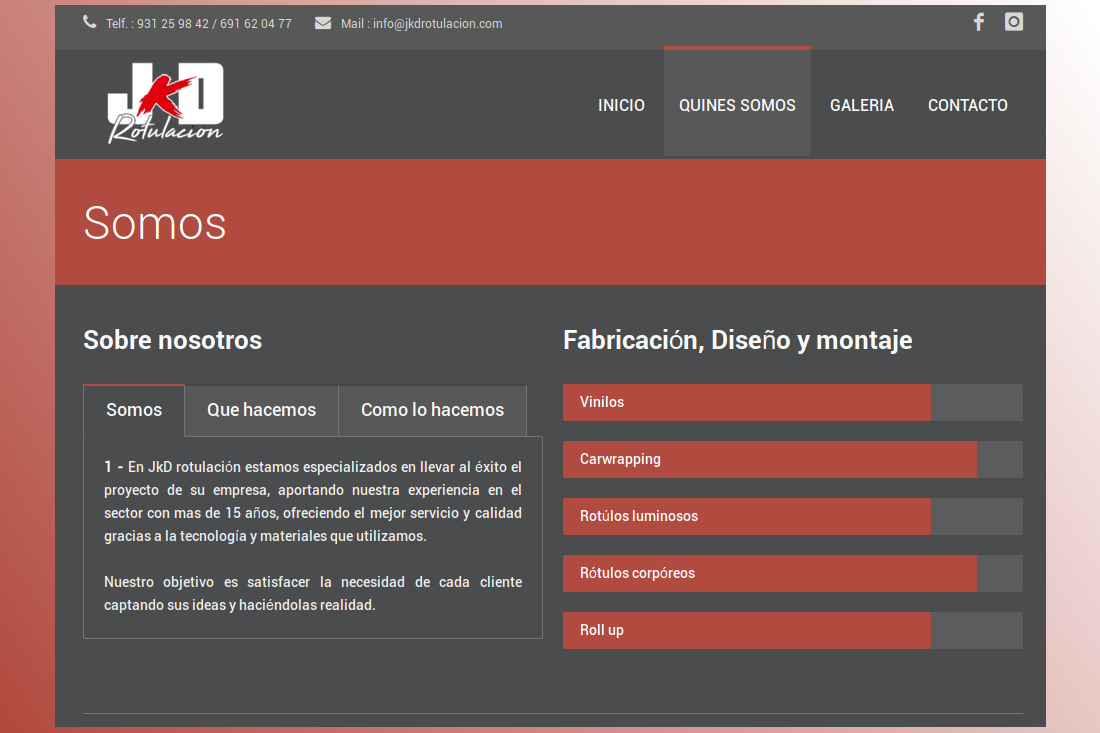 Telf. : 931 25 98 42 / 691 62 04 77
Mail : info@jkdrotulacion.com
JKD
Rotulacion
INICIO
QUINES SOMOS
GALERIA
CONTACTO
Somos
Sobre nosotros
Somos
Que hacemos
Como lo hacemos
1 - En JkD rotulación estamos especializados en llevar al éxito el
proyecto de su empresa, aportando nuestra experiencia en el
sector con mas de 15 años, ofreciendo el mejor servicio y calidad
gracias a la tecnología y materiales que utilizamos.
Nuestro objetivo es satisfacer la necesidad de cada cliente
captando sus ideas y haciéndolas realidad.
Fabricación, Diseño y montaje
Vinilos
Carwrapping
Rotúlos luminosos
Rótulos corpóreos
Roll up